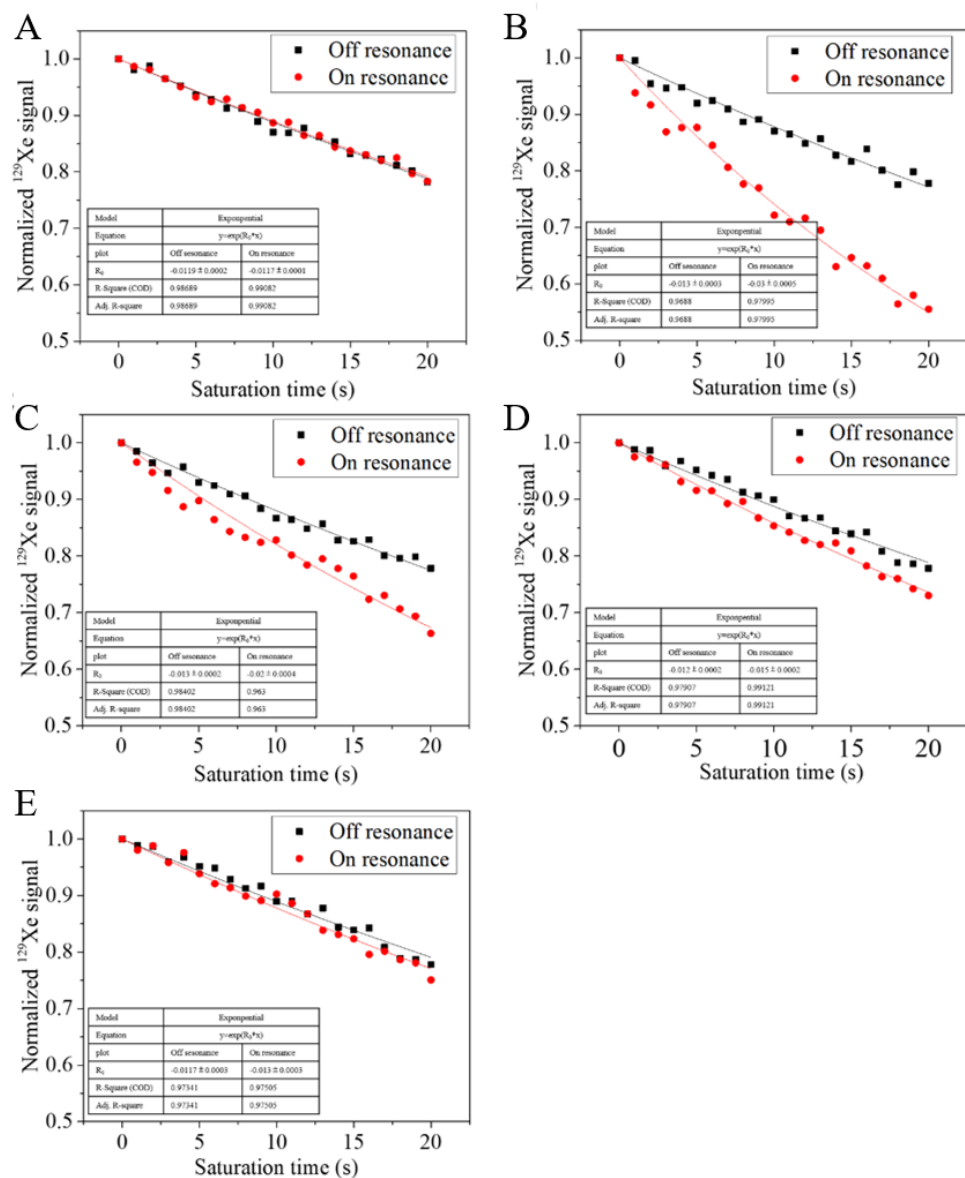 A
Normalized ¹²⁹Xe signal
1.0
0.9
0.8
0.7
0.6
0.5
Off resonance
On resonance
Model Exponpential
Equation y=exp(R₀*x)
plot Off sesonance On resonance
R₀ -0.0119 ± 0.0002 -0.0117 ± 0.0001
R-Square (COD) 0.98689 0.99082
Adj. R-square 0.98689 0.99082
0 5 10 15 20
Saturation time (s)
B
Normalized ¹²⁹Xe signal
1.0
0.9
0.8
0.7
0.6
0.5
Off resonance
On resonance
Model Exponpential
Equation y=exp(R₀*x)
plot Off sesonance On resonance
R₀ -0.013 ± 0.0003 -0.03 ± 0.0005
R-Square (COD) 0.9688 0.97995
Adj. R-square 0.9688 0.97995
0 5 10 15 20
Saturation time (s)
C
Normalized ¹²⁹Xe signal
1.0
0.9
0.8
0.7
0.6
0.5
Off resonance
On resonance
Model Exponpential
Equation y=exp(R₀*x)
plot Off sesonance On resonance
R₀ -0.013 ± 0.0002 -0.02 ± 0.0004
R-Square (COD) 0.98402 0.963
Adj. R-square 0.98402 0.963
0 5 10 15 20
Saturation time (s)
D
Normalized ¹²⁹Xe signal
1.0
0.9
0.8
0.7
0.6
0.5
Off resonance
On resonance
Model Exponpential
Equation y=exp(R₀*x)
plot Off sesonance On resonance
R₀ -0.012 ± 0.0002 -0.015 ± 0.0002
R-Square (COD) 0.97907 0.99121
Adj. R-square 0.97907 0.99121
0 5 10 15 20
Saturation time (s)
E
Normalized ¹²⁹Xe signal
1.0
0.9
0.8
0.7
0.6
0.5
Off resonance
On resonance
Model Exponpential
Equation y=exp(R₀*x)
plot Off sesonance On resonance
R₀ -0.0117 ± 0.0003 -0.013 ± 0.0003
R-Square (COD) 0.97341 0.97505
Adj. R-square 0.97341 0.97505
0 5 10 15 20
Saturation time (s)